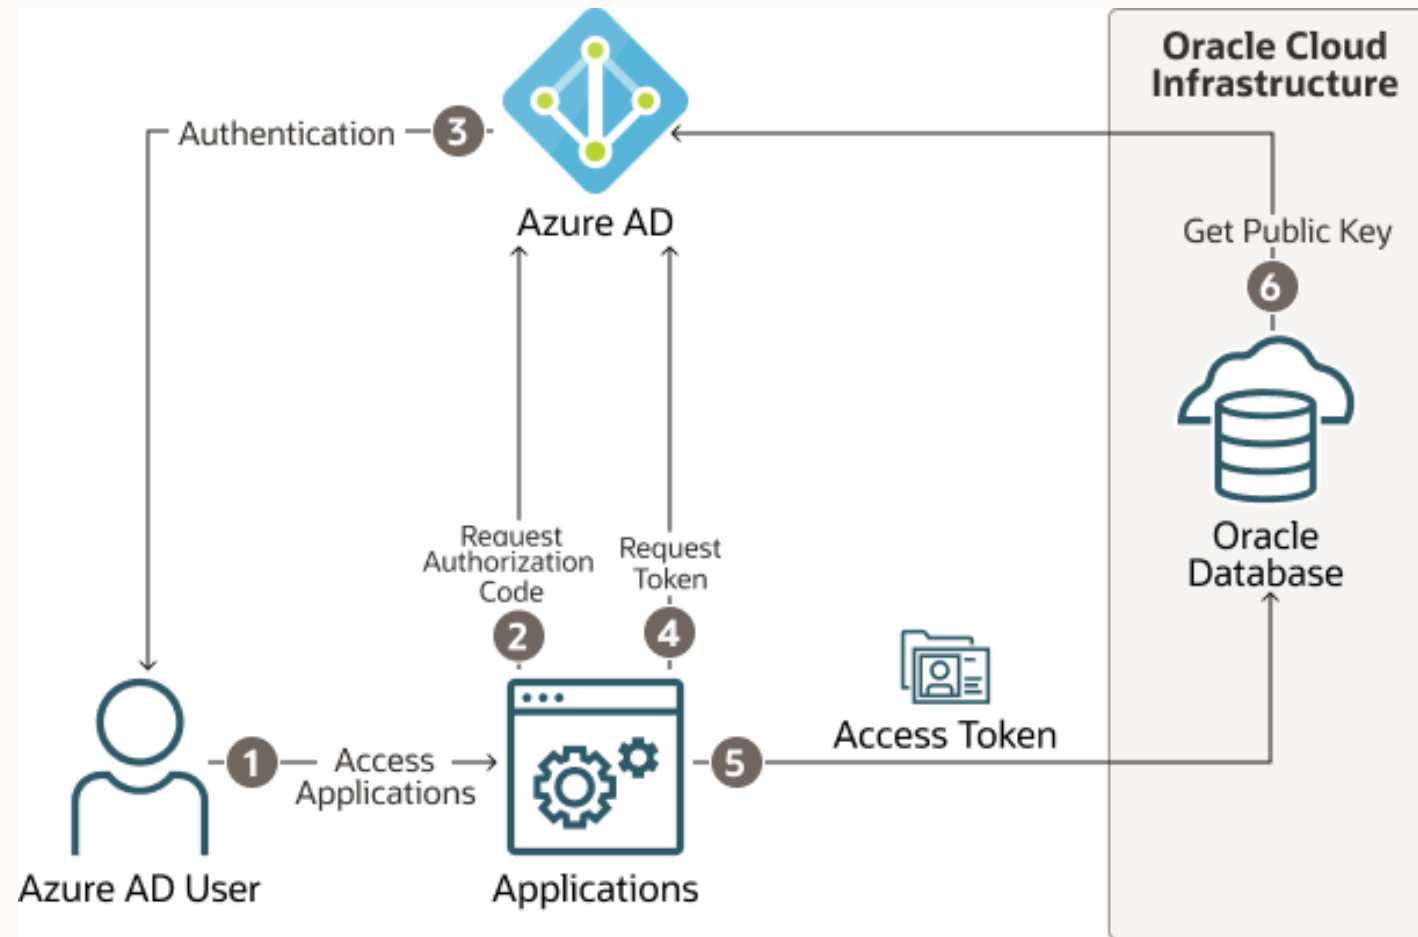 Oracle Cloud
Infrastructure
Authentication
3
Azure AD
Get Public Key
6
Request
Authorization
Code
2
Request
Token
4
Oracle
Database
Access Token
1
Access
Applications
5
Azure AD User
Applications